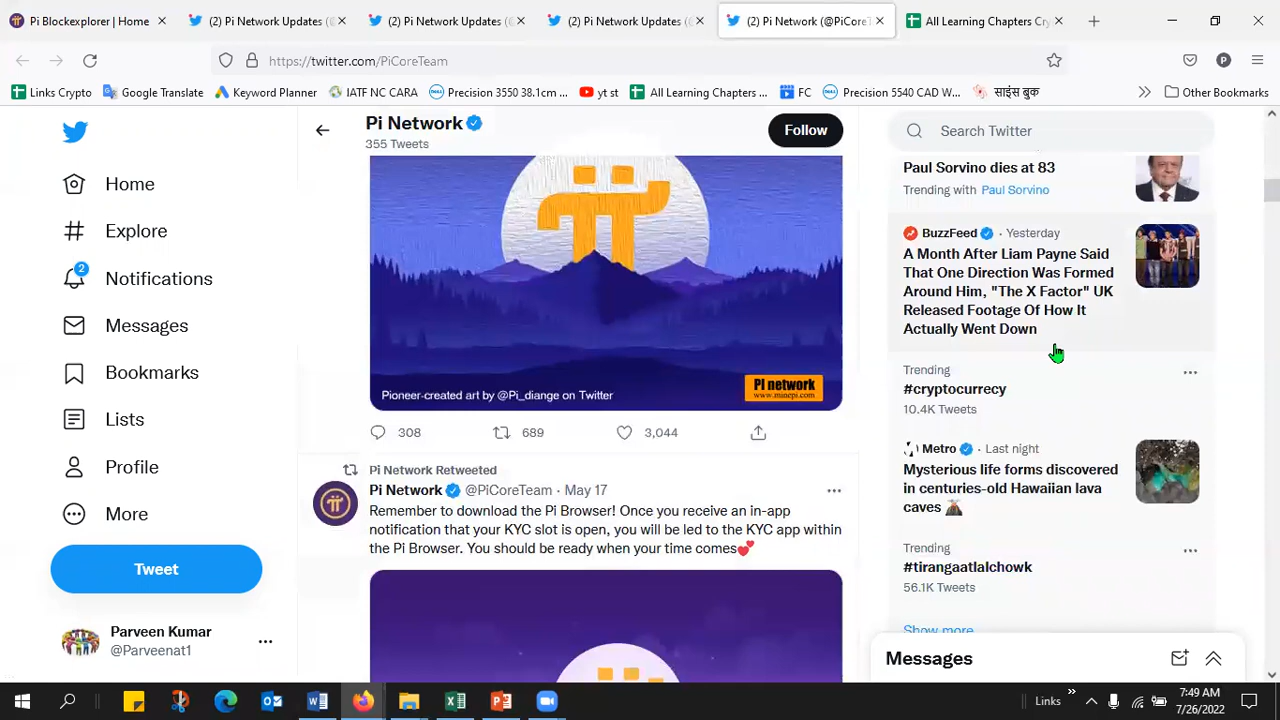 Pi Blockexplorer | Home
(2) Pi Network Updates (
(2) Pi Network Updates (
(2) Pi Network Updates (
(2) Pi Network (@PiCoreT
All Learning Chapters Cry
https://twitter.com/PiCoreTeam
P
Links Crypto
Google Translate
Keyword Planner
IATF NC CARA
Precision 3550 38.1cm ...
yt st
All Learning Chapters ...
FC
Precision 5540 CAD W...
साइंस बुक
Other Bookmarks
Home
Explore
2
Notifications
Messages
Bookmarks
Lists
Profile
More
Tweet
Parveen Kumar
@Parveenat1
Pi Network
355 Tweets
Follow
Pioneer-created art by @Pi_diange on Twitter
Pi network
www.minepi.com
308
689
3,044
Pi Network Retweeted
Pi Network @PiCoreTeam · May 17
Remember to download the Pi Browser! Once you receive an in-app
notification that your KYC slot is open, you will be led to the KYC app within
the Pi Browser. You should be ready when your time comes💕
Search Twitter
Paul Sorvino dies at 83
Trending with Paul Sorvino
BuzzFeed · Yesterday
A Month After Liam Payne Said
That One Direction Was Formed
Around Him, "The X Factor" UK
Released Footage Of How It
Actually Went Down
Trending
#cryptocurrecy
10.4K Tweets
Metro · Last night
Mysterious life forms discovered
in centuries-old Hawaiian lava
caves 🌋
Trending
#tirangaatlalchowk
56.1K Tweets
Show more
Messages
Links
7:49 AM
7/26/2022